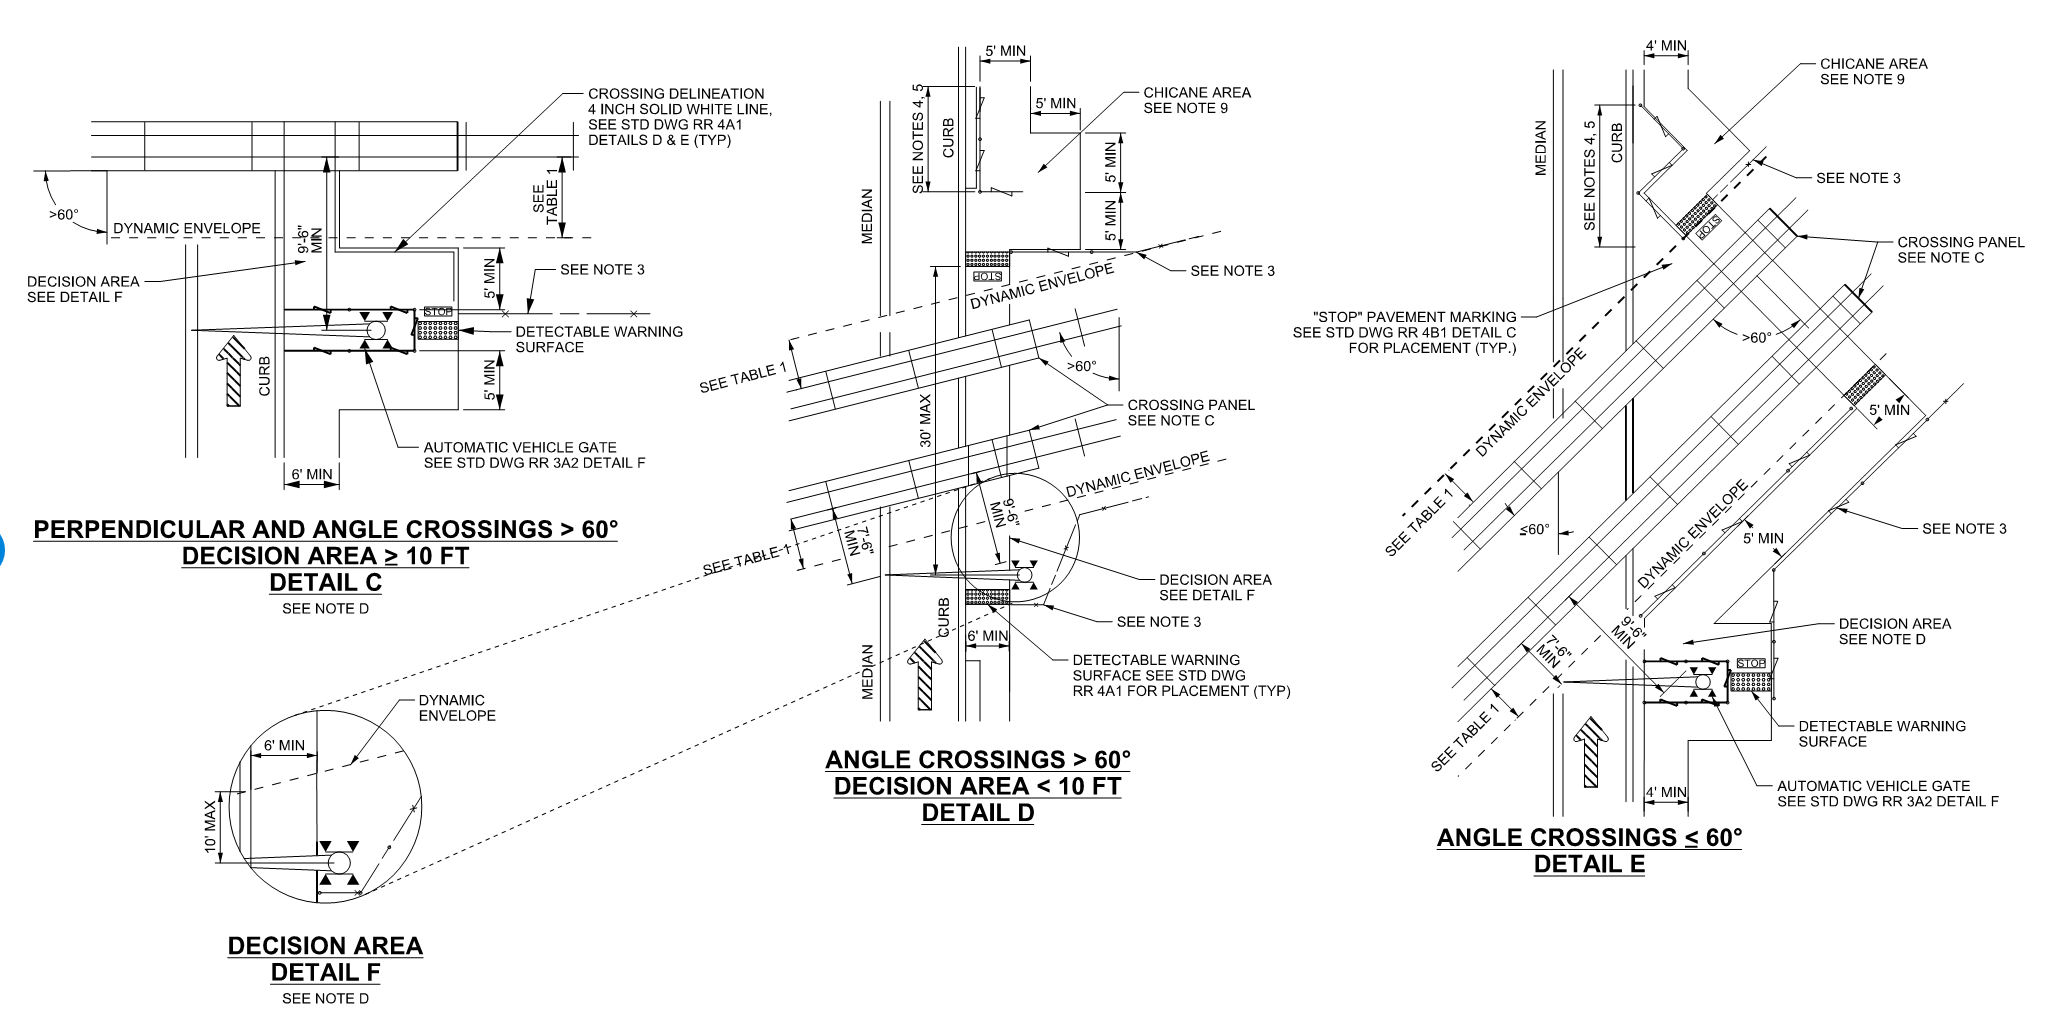 CROSSING DELINEATION
4 INCH SOLID WHITE LINE,
SEE STD DWG RR 4A1
DETAILS D & E (TYP)
>60°
DYNAMIC ENVELOPE
9'-6"
MIN
SEE
TABLE 1
DECISION AREA
SEE DETAIL F
5' MIN
SEE NOTE 3
STOP
DETECTABLE WARNING
SURFACE
CURB
5' MIN
AUTOMATIC VEHICLE GATE
SEE STD DWG RR 3A2 DETAIL F
6' MIN
PERPENDICULAR AND ANGLE CROSSINGS > 60°
DECISION AREA ≥ 10 FT
DETAIL C
SEE NOTE D
DYNAMIC
ENVELOPE
6' MIN
10' MAX
DECISION AREA
DETAIL F
SEE NOTE D
5' MIN
SEE NOTES 4, 5
CURB
5' MIN
CHICANE AREA
SEE NOTE 9
5' MIN
5' MIN
MEDIAN
STOP
DYNAMIC ENVELOPE
SEE NOTE 3
SEE TABLE 1
>60°
30' MAX
CROSSING PANEL
SEE NOTE C
DYNAMIC ENVELOPE
9'-6"
MIN
7'-6"
MIN
SEE TABLE 1
DECISION AREA
SEE DETAIL F
CURB
SEE NOTE 3
6' MIN
MEDIAN
DETECTABLE WARNING
SURFACE SEE STD DWG
RR 4A1 FOR PLACEMENT (TYP)
ANGLE CROSSINGS > 60°
DECISION AREA < 10 FT
DETAIL D
4' MIN
CHICANE AREA
SEE NOTE 9
MEDIAN
SEE NOTES 4, 5
CURB
SEE NOTE 3
STOP
CROSSING PANEL
SEE NOTE C
"STOP" PAVEMENT MARKING
SEE STD DWG RR 4B1 DETAIL C
FOR PLACEMENT (TYP.)
>60°
DYNAMIC ENVELOPE
5' MIN
SEE TABLE 1
≤60°
DYNAMIC ENVELOPE
5' MIN
SEE NOTE 3
9'-6"
MIN
7'-6"
MIN
DECISION AREA
SEE NOTE D
STOP
SEE TABLE 1
DETECTABLE WARNING
SURFACE
4' MIN
AUTOMATIC VEHICLE GATE
SEE STD DWG RR 3A2 DETAIL F
ANGLE CROSSINGS ≤ 60°
DETAIL E